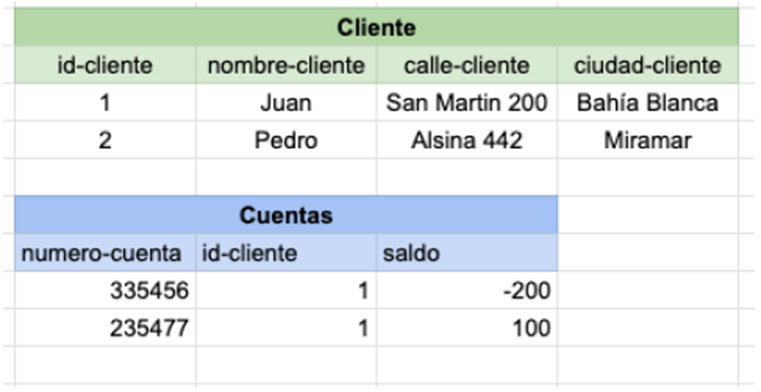 Cliente
id-cliente nombre-cliente calle-cliente ciudad-cliente
1 Juan San Martin 200 Bahía Blanca
2 Pedro Alsina 442 Miramar
Cuentas
numero-cuenta id-cliente saldo
335456 1 -200
235477 1 100